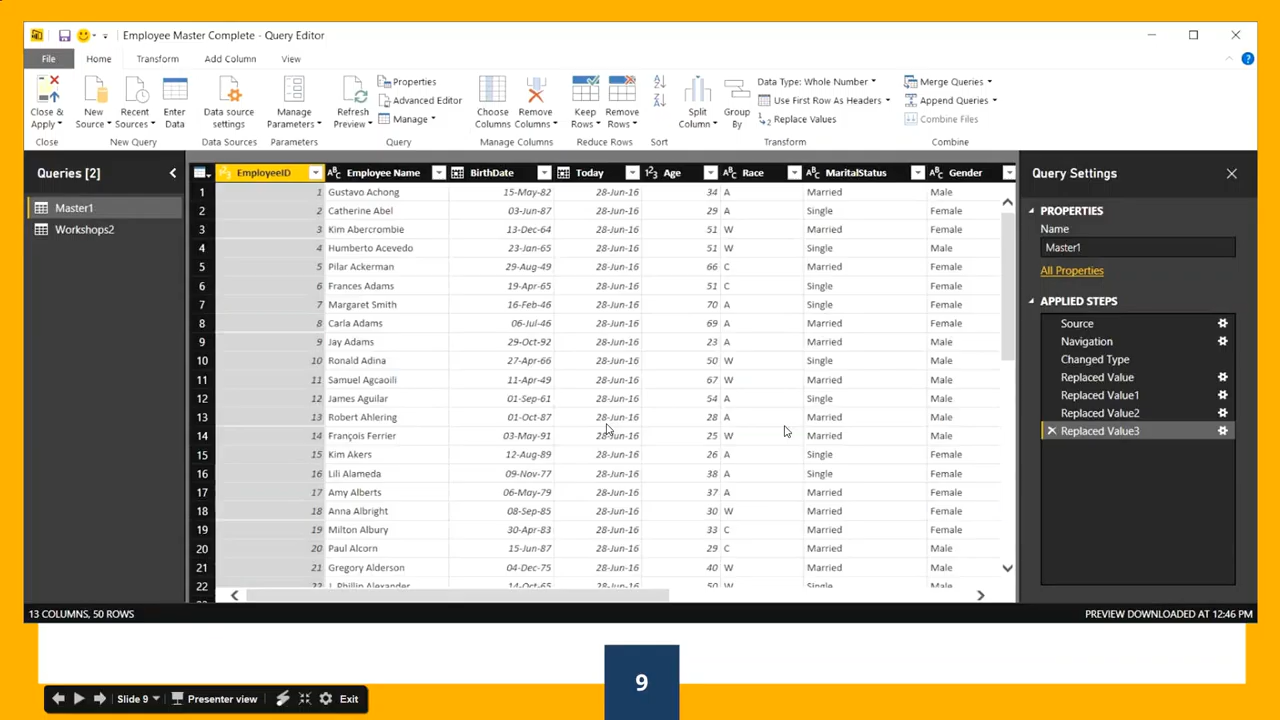 Employee Master Complete - Query Editor
File Home Transform Add Column View
Close & Apply
New Source
Recent Sources
Enter Data
Data source settings
Manage Parameters
Refresh Preview
Properties
Advanced Editor
Manage
Choose Columns
Remove Columns
Keep Rows
Remove Rows
Split Column
Group By
Data Type: Whole Number
Use First Row As Headers
Replace Values
Merge Queries
Append Queries
Combine Files
Close New Query Data Sources Parameters Query Manage Columns Reduce Rows Sort Transform Combine
Queries [2]
Master1
Workshops2
EmployeeID Employee Name BirthDate Today Age Race MaritalStatus Gender
1 1 Gustavo Achong 15-May-82 28-Jun-16 34 A Married Male
2 2 Catherine Abel 03-Jun-87 28-Jun-16 29 A Single Female
3 3 Kim Abercrombie 13-Dec-64 28-Jun-16 51 W Married Female
4 4 Humberto Acevedo 23-Jan-65 28-Jun-16 51 W Single Male
5 5 Pilar Ackerman 29-Aug-49 28-Jun-16 66 C Married Female
6 6 Frances Adams 19-Apr-65 28-Jun-16 51 C Single Female
7 7 Margaret Smith 16-Feb-46 28-Jun-16 70 A Single Female
8 8 Carla Adams 06-Jul-46 28-Jun-16 69 A Married Female
9 9 Jay Adams 29-Oct-92 28-Jun-16 23 A Married Male
10 10 Ronald Adina 27-Apr-66 28-Jun-16 50 W Single Male
11 11 Samuel Agcaoili 11-Apr-49 28-Jun-16 67 W Married Male
12 12 James Aguilar 01-Sep-61 28-Jun-16 54 A Single Male
13 13 Robert Ahlering 01-Oct-87 28-Jun-16 28 A Married Male
14 14 François Ferrier 03-May-91 28-Jun-16 25 W Married Male
15 15 Kim Akers 12-Aug-89 28-Jun-16 26 A Single Female
16 16 Lili Alameda 09-Nov-77 28-Jun-16 38 A Single Female
17 17 Amy Alberts 06-May-79 28-Jun-16 37 A Married Female
18 18 Anna Albright 08-Sep-85 28-Jun-16 30 W Married Female
19 19 Milton Albury 30-Apr-83 28-Jun-16 33 C Married Female
20 20 Paul Alcorn 15-Jun-87 28-Jun-16 29 C Married Male
21 21 Gregory Alderson 04-Dec-75 28-Jun-16 40 W Married Male
22 22 J. Phillip Alexander 14-Oct-65 28-Jun-16 50 W Single Male
Query Settings
PROPERTIES
Name
Master1
All Properties
APPLIED STEPS
Source
Navigation
Changed Type
Replaced Value
Replaced Value1
Replaced Value2
Replaced Value3
13 COLUMNS, 50 ROWS
PREVIEW DOWNLOADED AT 12:46 PM
9
Slide 9 Presenter view Exit